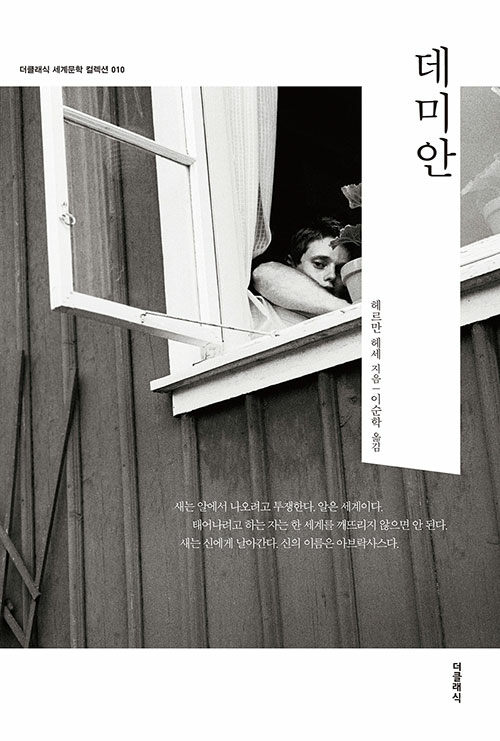 더클래식 세계문학 컬렉션 010
데미안
헤르만 헤세 지음 | 이순학 옮김
새는 알에서 나오려고 투쟁한다. 알은 세계이다.
태어나려고 하는 자는 한 세계를 깨뜨리지 않으면 안 된다.
새는 신에게 날아간다. 신의 이름은 아브락사스다.
더클래식